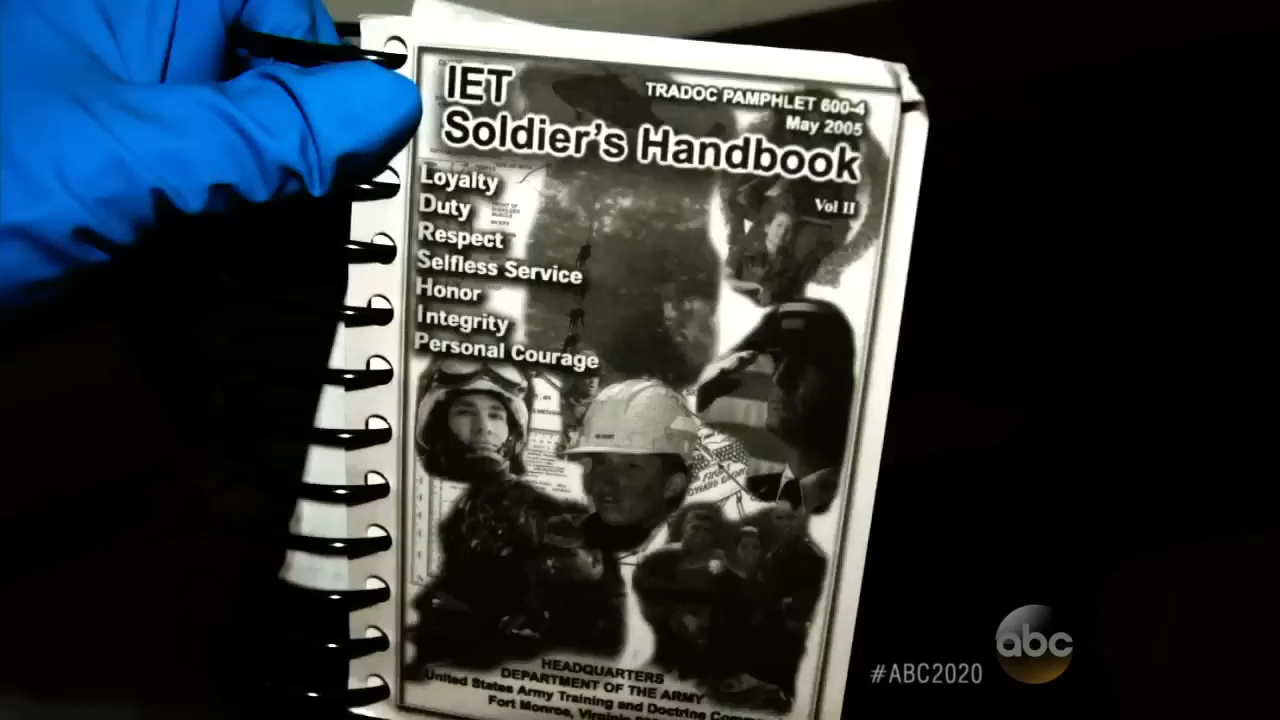 IET
Soldier's Handbook
TRADOC PAMPHLET 600-4
May 2005
Vol II
Loyalty
Duty
Respect
Selfless Service
Honor
Integrity
Personal Courage
HEADQUARTERS
DEPARTMENT OF THE ARMY
United States Army Training and Doctrine
Fort Monroe, Virginia
#ABC2020
abc